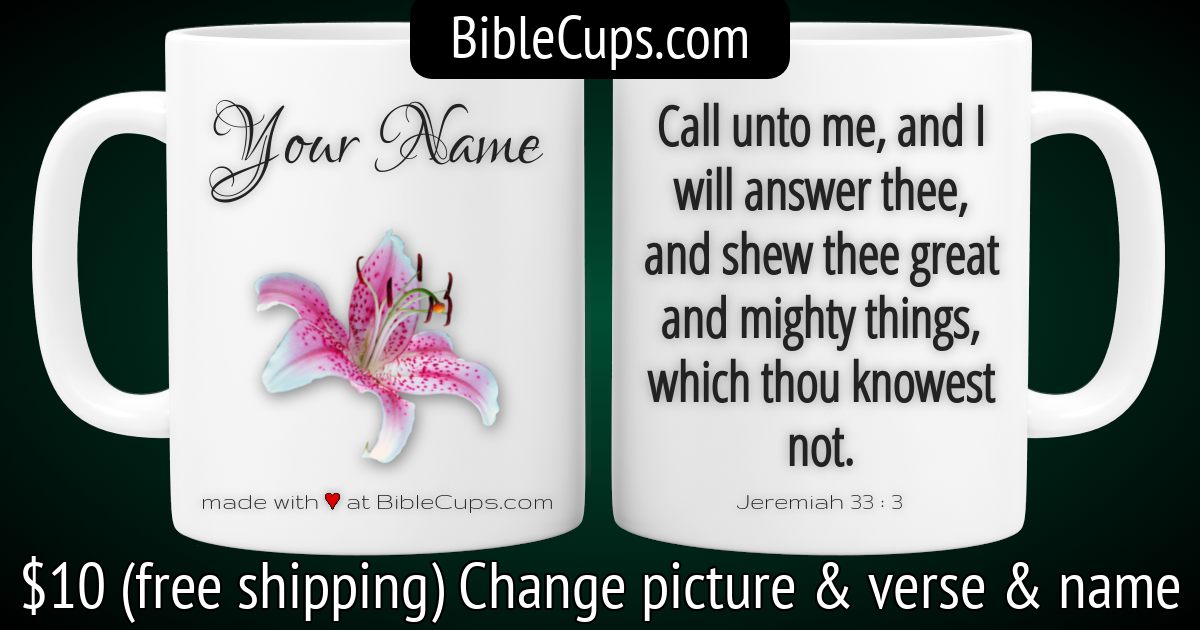 BibleCups.com
Your Name
made with ♥ at BibleCups.com
Call unto me, and I
will answer thee,
and shew thee great
and mighty things,
which thou knowest
not.
Jeremiah 33 : 3
$10 (free shipping) Change picture & verse & name